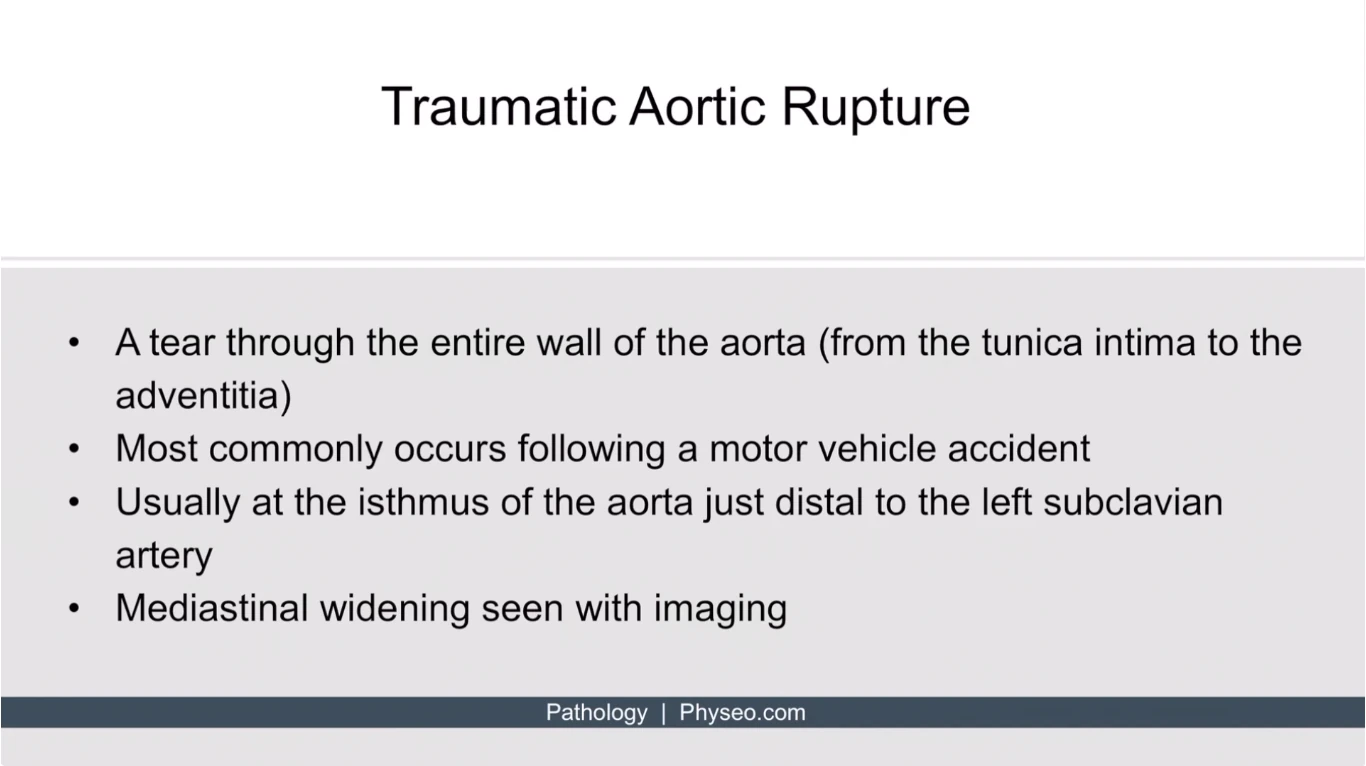 Traumatic Aortic Rupture
• A tear through the entire wall of the aorta (from the tunica intima to the
adventitia)
• Most commonly occurs following a motor vehicle accident
• Usually at the isthmus of the aorta just distal to the left subclavian
artery
• Mediastinal widening seen with imaging
Pathology | Physeo.com